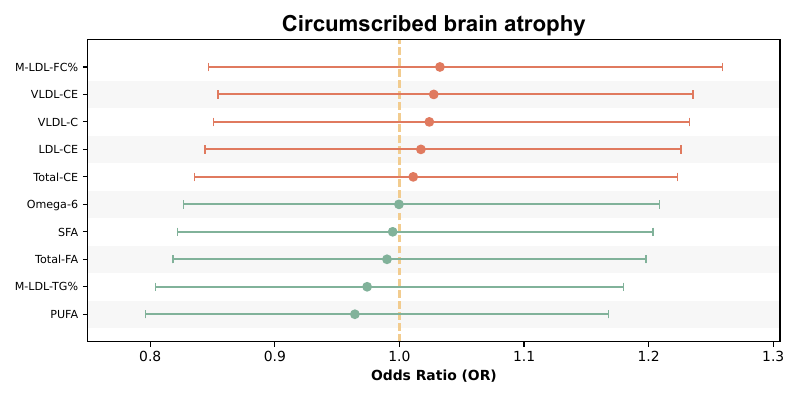 Circumscribed brain atrophy
M-LDL-FC%
VLDL-CE
VLDL-C
LDL-CE
Total-CE
Omega-6
SFA
Total-FA
M-LDL-TG%
PUFA
0.8 0.9 1.0 1.1 1.2 1.3
Odds Ratio (OR)